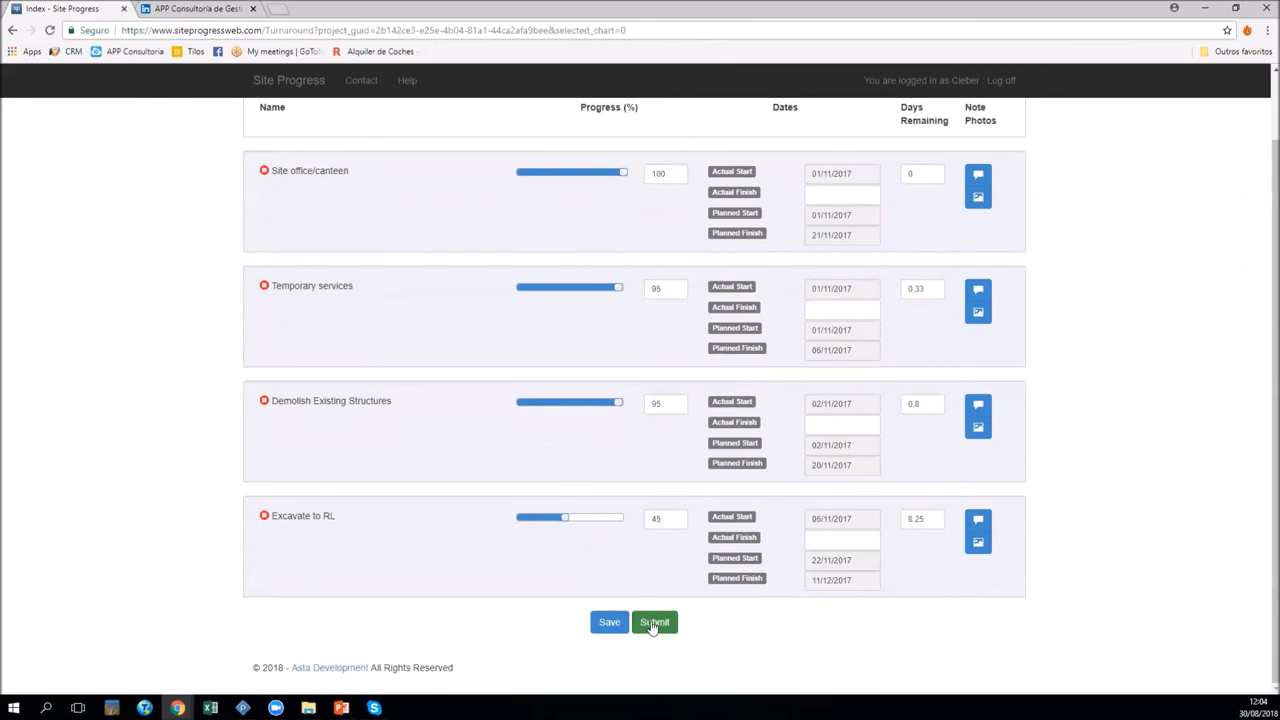 Index - Site Progress
APP Consultoría de Gesti
Seguro https://www.siteprogressweb.com/Turnaround?project_guid=2b142ce3-e25e-4b04-81a1-44ca2afa9bee&selected_chart=0
Apps CRM APP Consultoria Tilos My meetings | GoTo Alquiler de Coches - Outros favoritos
Site Progress Contact Help You are logged in as Cleber : Log off
Name Progress (%) Dates Days Remaining Note Photos
Site office/canteen 100 Actual Start 01/11/2017 0
Actual Finish
Planned Start 01/11/2017
Planned Finish 21/11/2017
Temporary services 95 Actual Start 01/11/2017 0,33
Actual Finish
Planned Start 01/11/2017
Planned Finish 06/11/2017
Demolish Existing Structures 95 Actual Start 02/11/2017 0,8
Actual Finish
Planned Start 02/11/2017
Planned Finish 20/11/2017
Excavate to RL 45 Actual Start 06/11/2017 8.25
Actual Finish
Planned Start 22/11/2017
Planned Finish 11/12/2017
Save Submit
© 2018 - Asta Development All Rights Reserved
12:04
30/08/2018